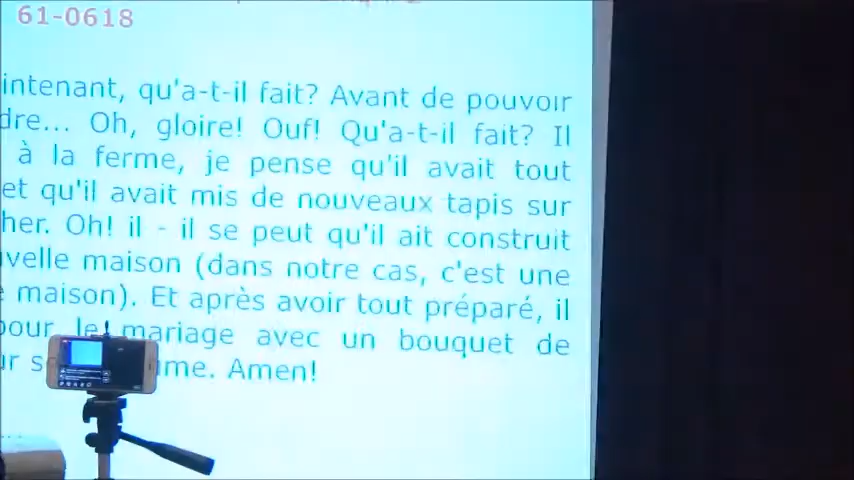 61-0618
intenant, qu'a-t-il fait? Avant de pouvoir
dre... Oh, gloire! Ouf! Qu'a-t-il fait? Il
à la ferme, je pense qu'il avait tout
et qu'il avait mis de nouveaux tapis sur
her. Oh! il - il se peut qu'il ait construit
velle maison (dans notre cas, c'est une
maison). Et après avoir tout préparé, il
pour le mariage avec un bouquet de
me. Amen!